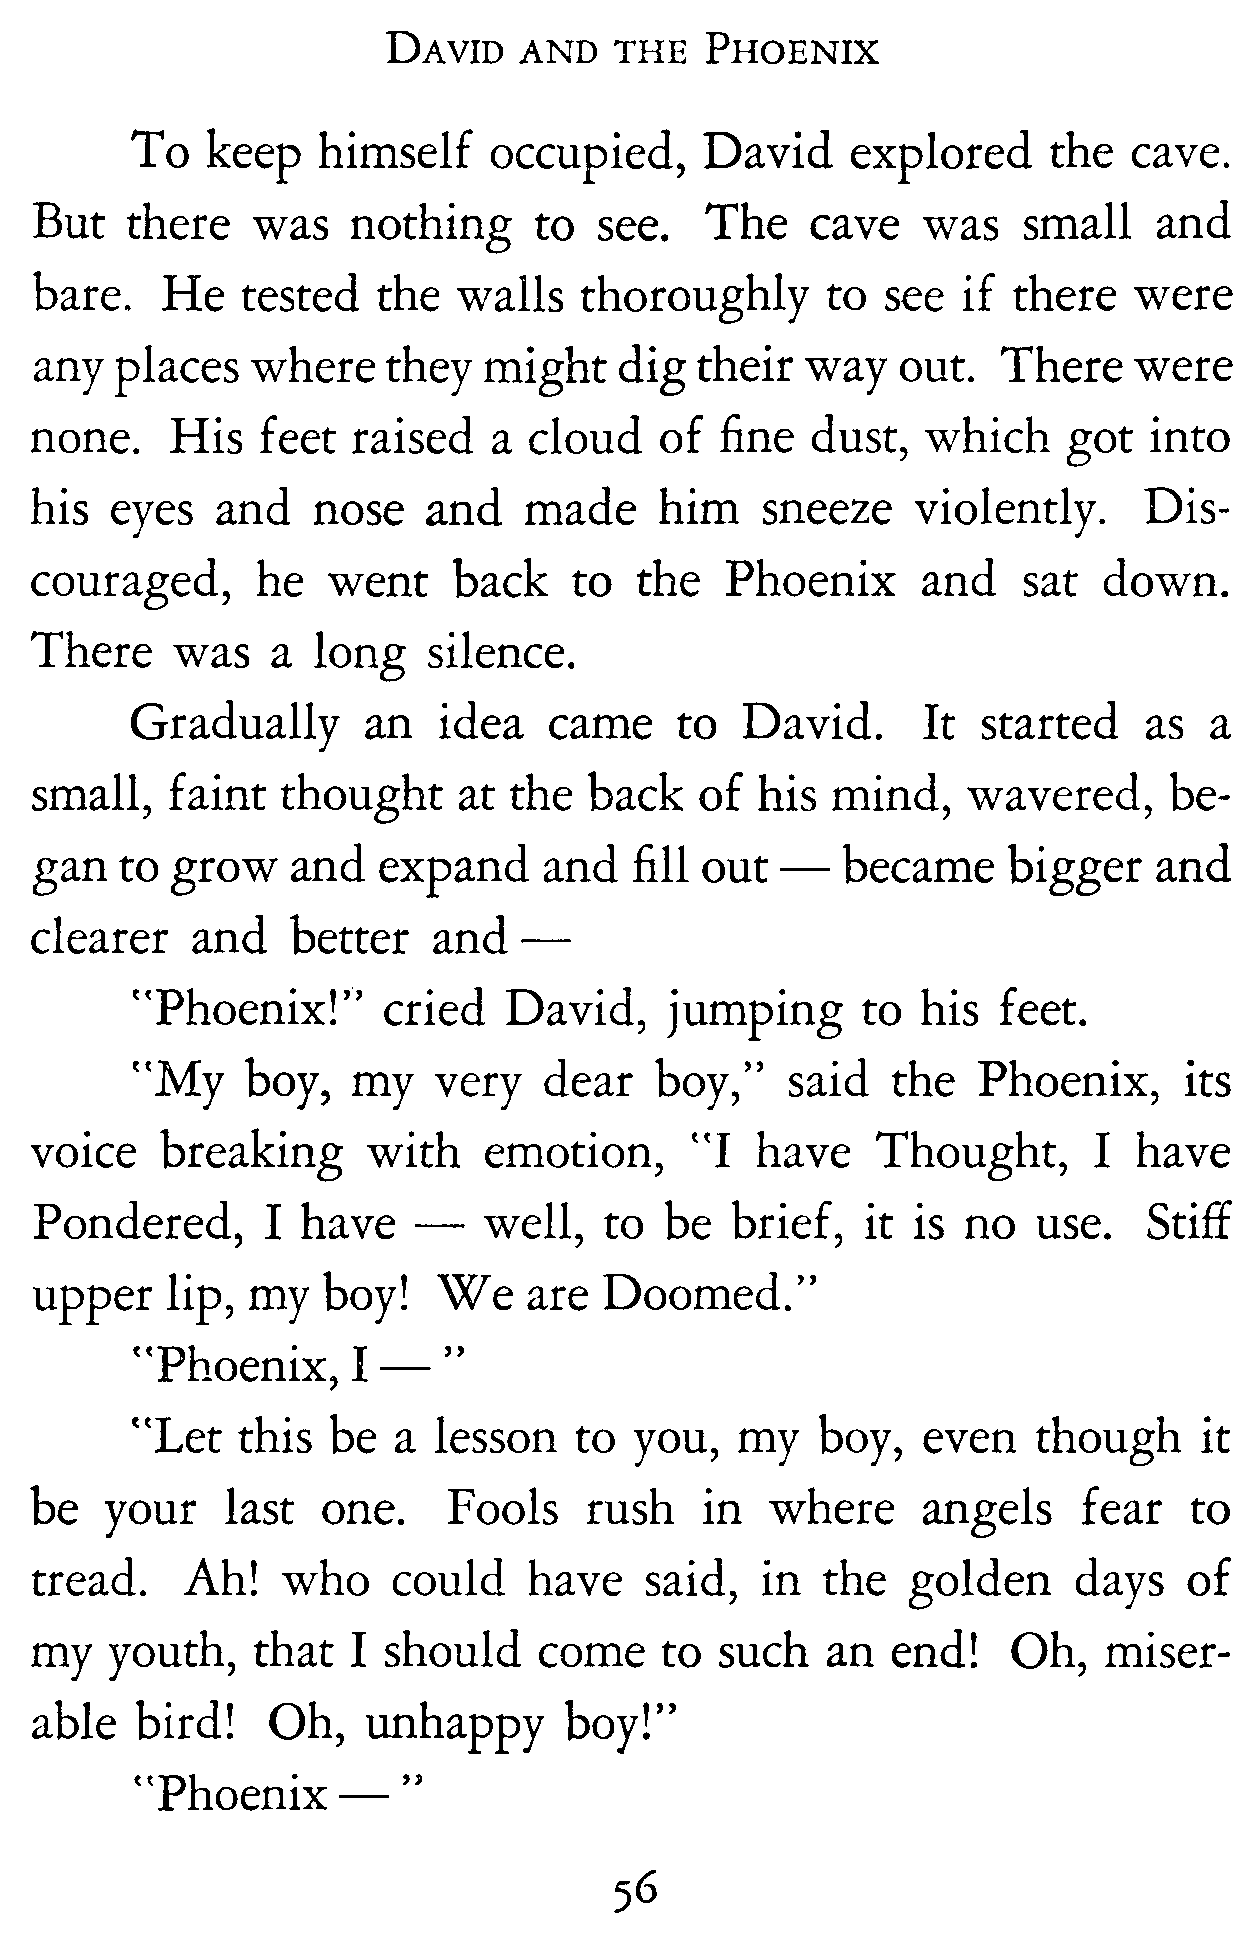 DAVID AND THE PHOENIX
To keep himself occupied, David explored the cave.
But there was nothing to see. The cave was small and
bare. He tested the walls thoroughly to see if there were
any places where they might dig their way out. There were
none. His feet raised a cloud of fine dust, which got into
his eyes and nose and made him sneeze violently. Dis-
couraged, he went back to the Phoenix and sat down.
There was a long silence.
Gradually an idea came to David. It started as a
small, faint thought at the back of his mind, wavered, be-
gan to grow and expand and fill out — became bigger and
clearer and better and —
“Phoenix!” cried David, jumping to his feet.
“My boy, my very dear boy,” said the Phoenix, its
voice breaking with emotion, “I have Thought, I have
Pondered, I have — well, to be brief, it is no use. Stiff
upper lip, my boy! We are Doomed.”
“Phoenix, I — ”
“Let this be a lesson to you, my boy, even though it
be your last one. Fools rush in where angels fear to
tread. Ah! who could have said, in the golden days of
my youth, that I should come to such an end! Oh, miser-
able bird! Oh, unhappy boy!”
“Phoenix — ”
56